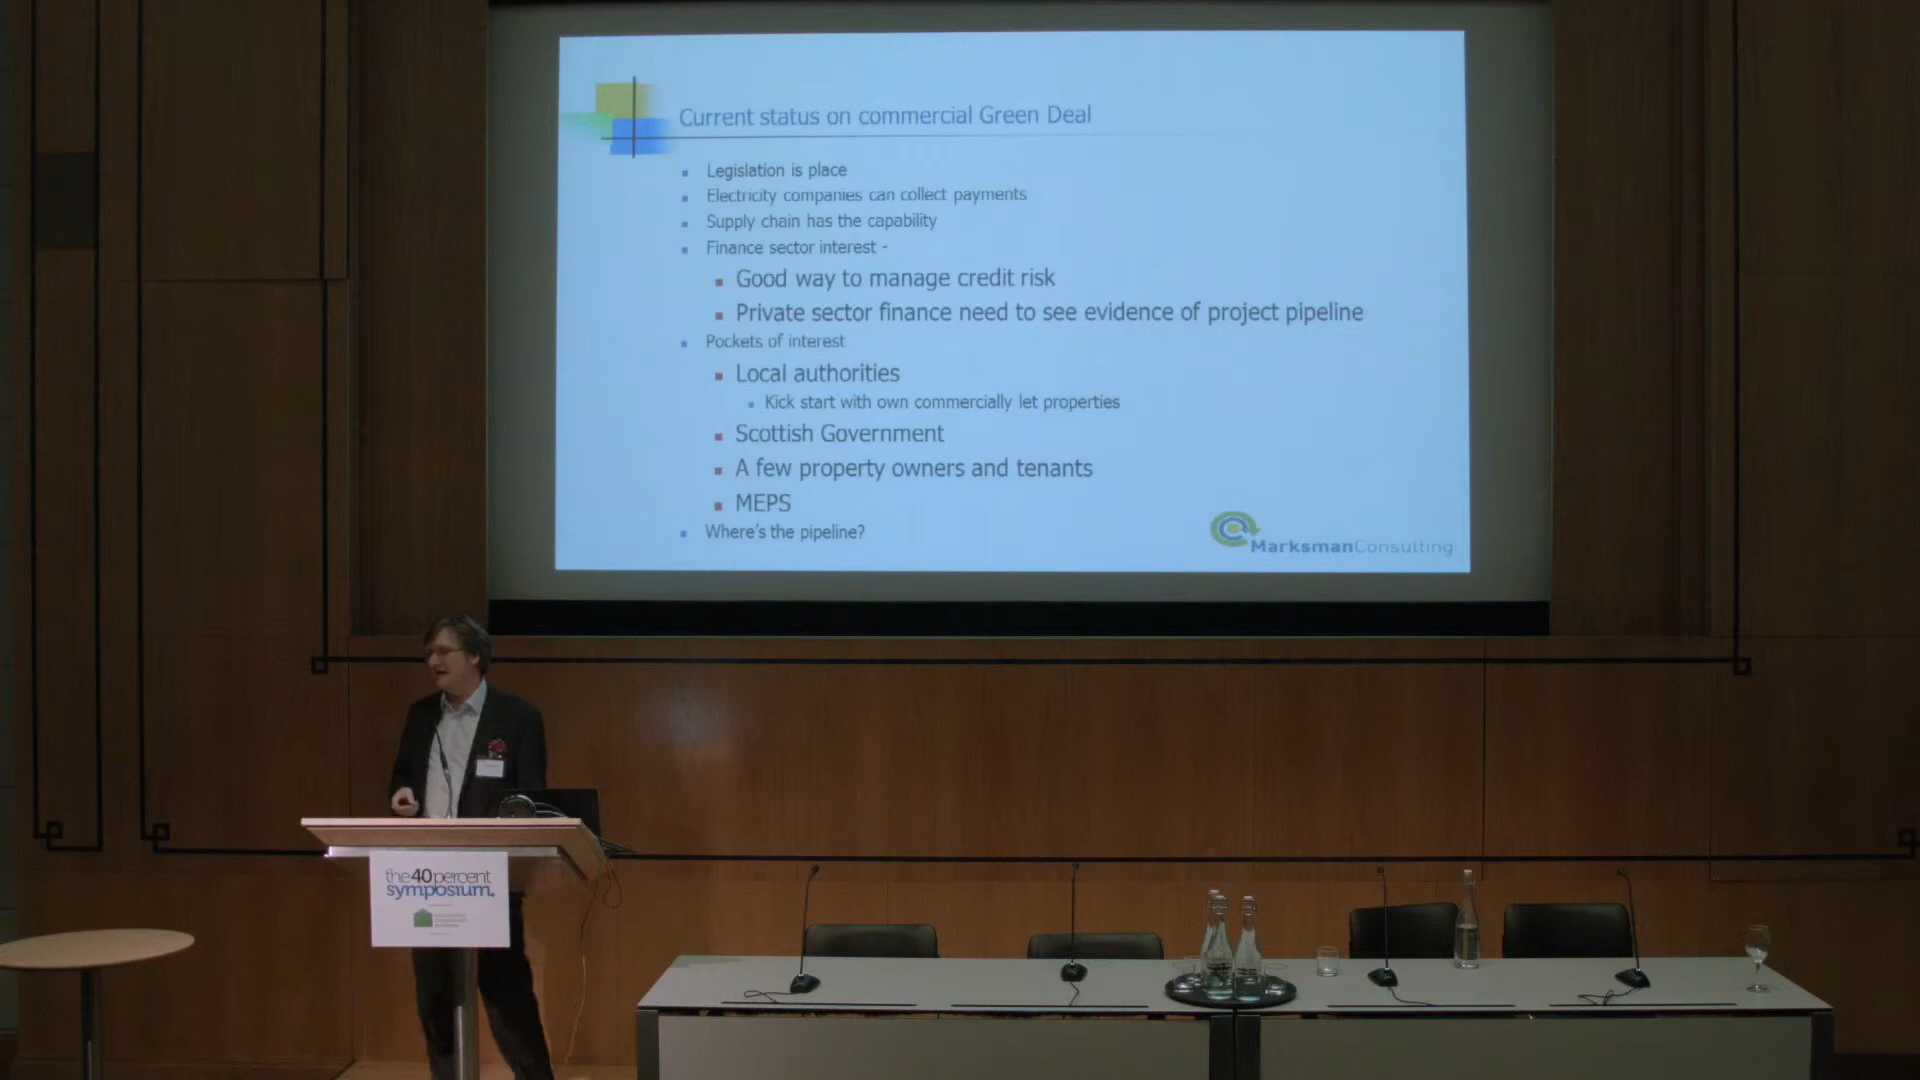 Current status on commercial Green Deal
Legislation is place
Electricity companies can collect payments
Supply chain has the capability
Finance sector interest -
Good way to manage credit risk
Private sector finance need to see evidence of project pipeline
Pockets of interest
Local authorities
Kick start with own commercially let properties
Scottish Government
A few property owners and tenants
MEPS
Where's the pipeline?
MarksmanConsulting
the40percent
symposium.